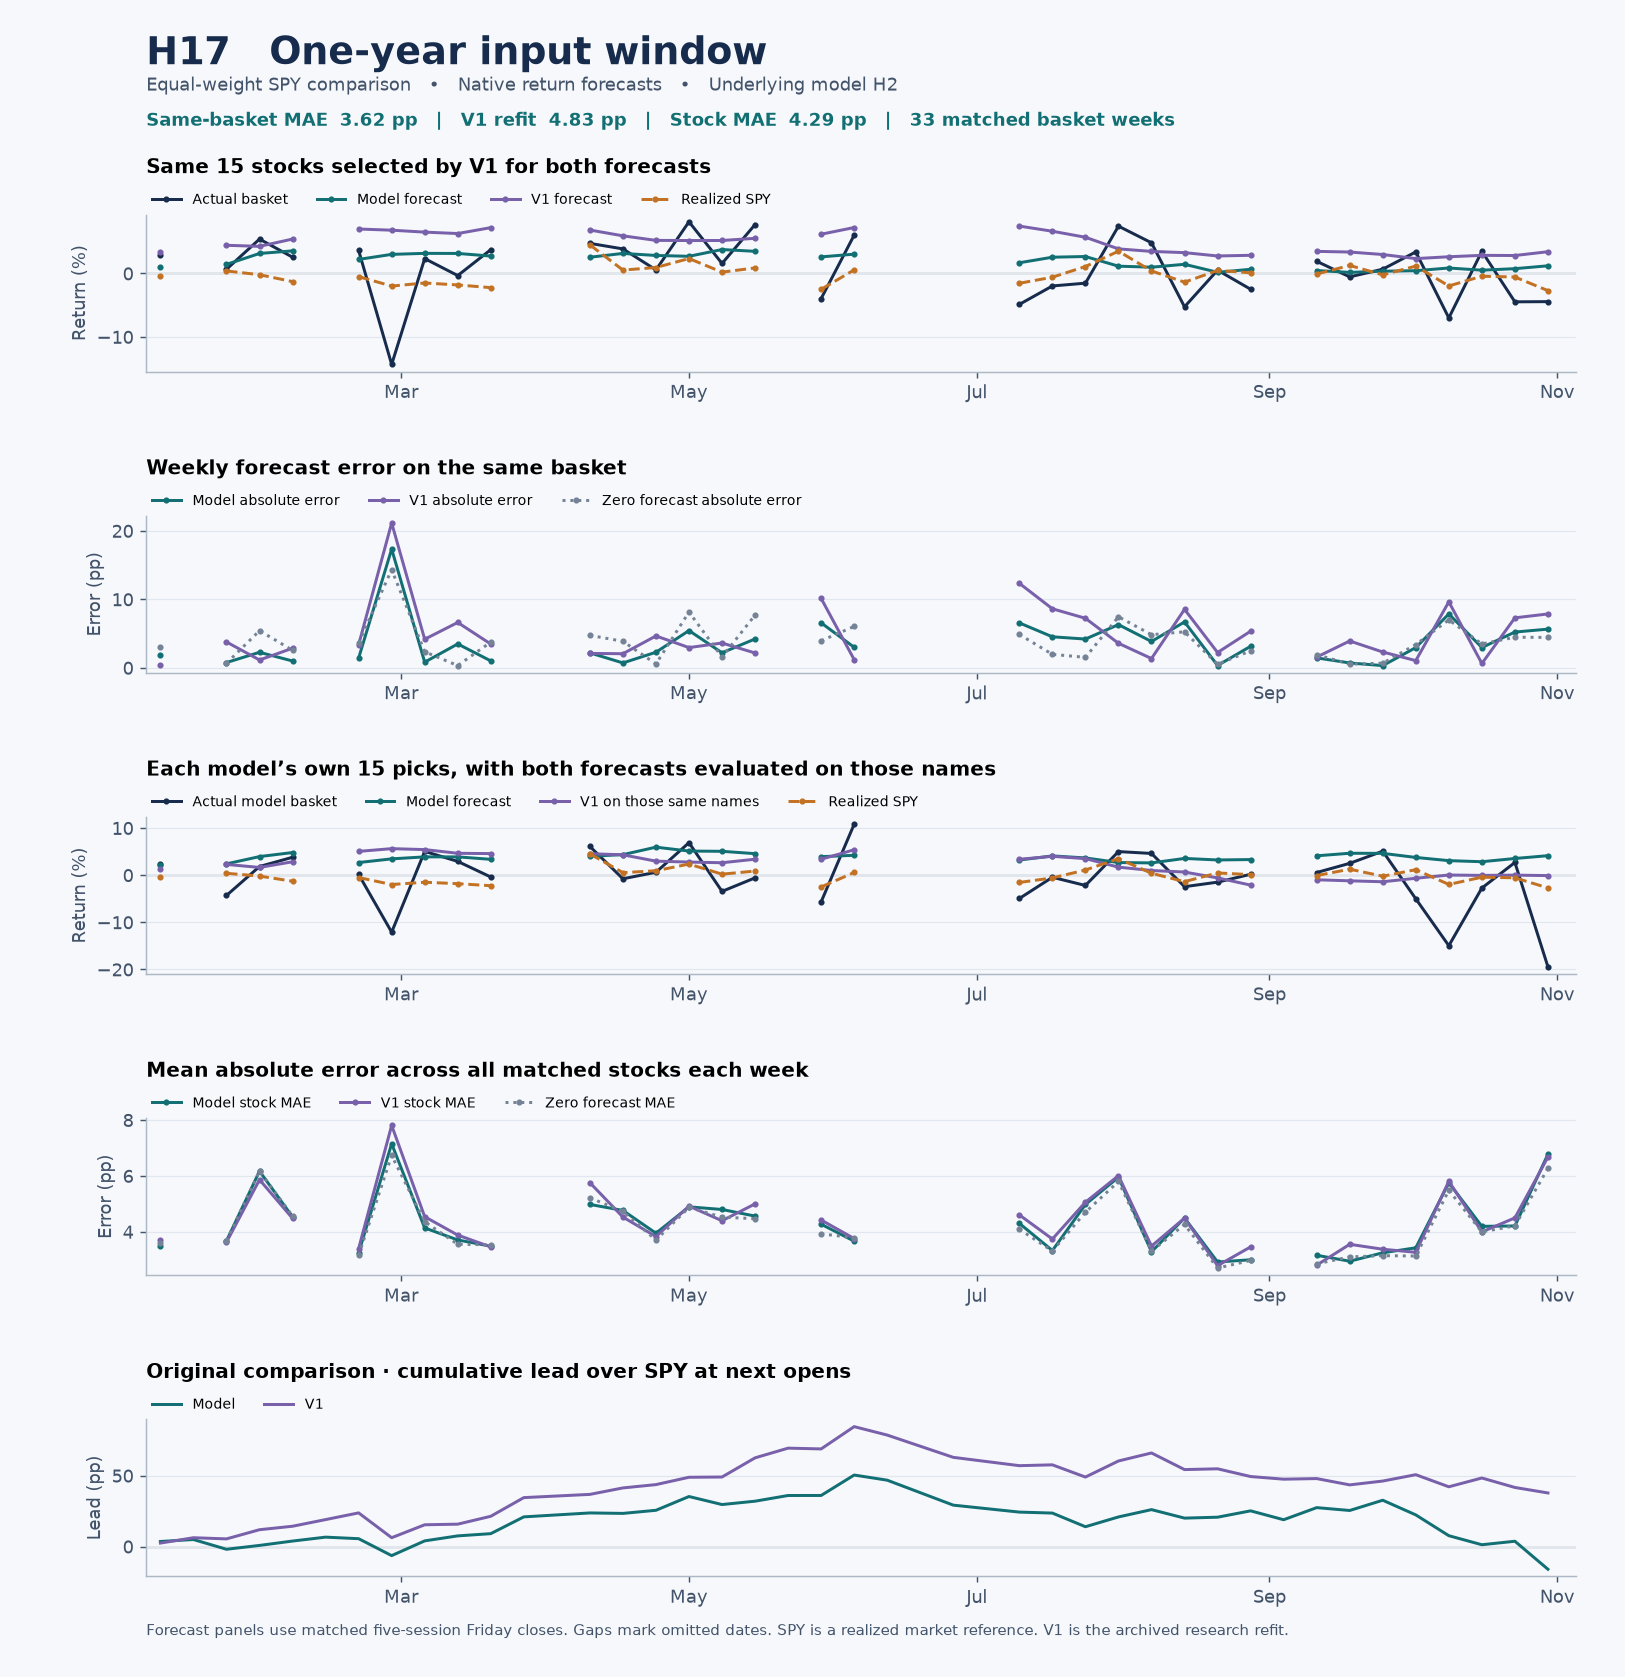 H17 One-year input window
Equal-weight SPY comparison • Native return forecasts • Underlying model H2
Same-basket MAE 3.62 pp | V1 refit 4.83 pp | Stock MAE 4.29 pp | 33 matched basket weeks
Same 15 stocks selected by V1 for both forecasts
Actual basket Model forecast V1 forecast Realized SPY
Return (%)
0
−10
Mar May Jul Sep Nov
Weekly forecast error on the same basket
Model absolute error V1 absolute error Zero forecast absolute error
Error (pp)
20
10
0
Mar May Jul Sep Nov
Each model’s own 15 picks, with both forecasts evaluated on those names
Actual model basket Model forecast V1 on those same names Realized SPY
Return (%)
10
0
−10
−20
Mar May Jul Sep Nov
Mean absolute error across all matched stocks each week
Model stock MAE V1 stock MAE Zero forecast MAE
Error (pp)
8
6
4
Mar May Jul Sep Nov
Original comparison · cumulative lead over SPY at next opens
Model V1
Lead (pp)
50
0
Mar May Jul Sep Nov
Forecast panels use matched five-session Friday closes. Gaps mark omitted dates. SPY is a realized market reference. V1 is the archived research refit.